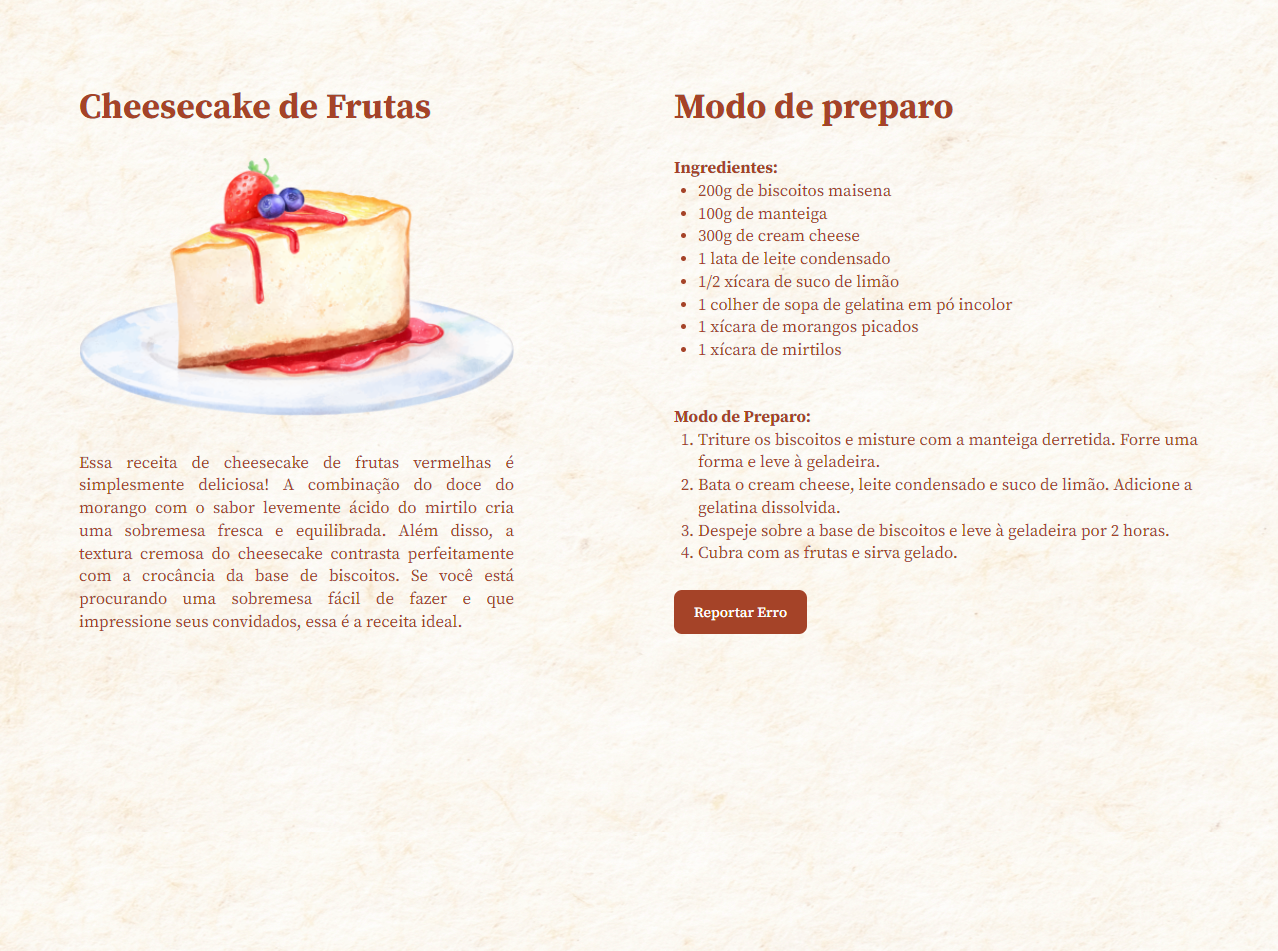 Cheesecake de Frutas
Essa receita de cheesecake de frutas vermelhas é
simplesmente deliciosa! A combinação do doce do
morango com o sabor levemente ácido do mirtilo cria
uma sobremesa fresca e equilibrada. Além disso, a
textura cremosa do cheesecake contrasta perfeitamente
com a crocância da base de biscoitos. Se você está
procurando uma sobremesa fácil de fazer e que
impressione seus convidados, essa é a receita ideal.
Modo de preparo
Ingredientes:
• 200g de biscoitos maisena
• 100g de manteiga
• 300g de cream cheese
• 1 lata de leite condensado
• 1/2 xícara de suco de limão
• 1 colher de sopa de gelatina em pó incolor
• 1 xícara de morangos picados
• 1 xícara de mirtilos
Modo de Preparo:
1. Triture os biscoitos e misture com a manteiga derretida. Forre uma
forma e leve à geladeira.
2. Bata o cream cheese, leite condensado e suco de limão. Adicione a
gelatina dissolvida.
3. Despeje sobre a base de biscoitos e leve à geladeira por 2 horas.
4. Cubra com as frutas e sirva gelado.
Reportar Erro